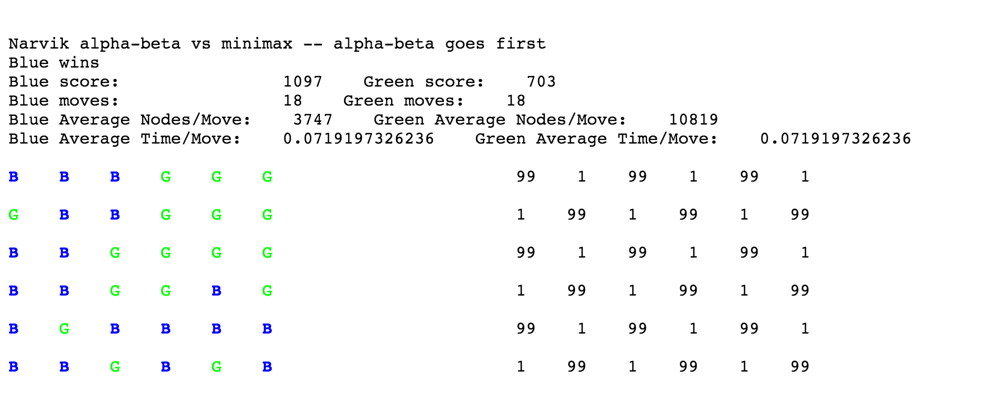 Narvik alpha-beta vs minimax -- alpha-beta goes first
Blue wins
Blue score: 1097 Green score: 703
Blue moves: 18 Green moves: 18
Blue Average Nodes/Move: 3747 Green Average Nodes/Move: 10819
Blue Average Time/Move: 0.0719197326236 Green Average Time/Move: 0.0719197326236
B B B G G G 99 1 99 1 99 1
G B B G G G 1 99 1 99 1 99
B B G G G G 99 1 99 1 99 1
B B G G B G 1 99 1 99 1 99
B G B B B B 99 1 99 1 99 1
B B G B G B 1 99 1 99 1 99